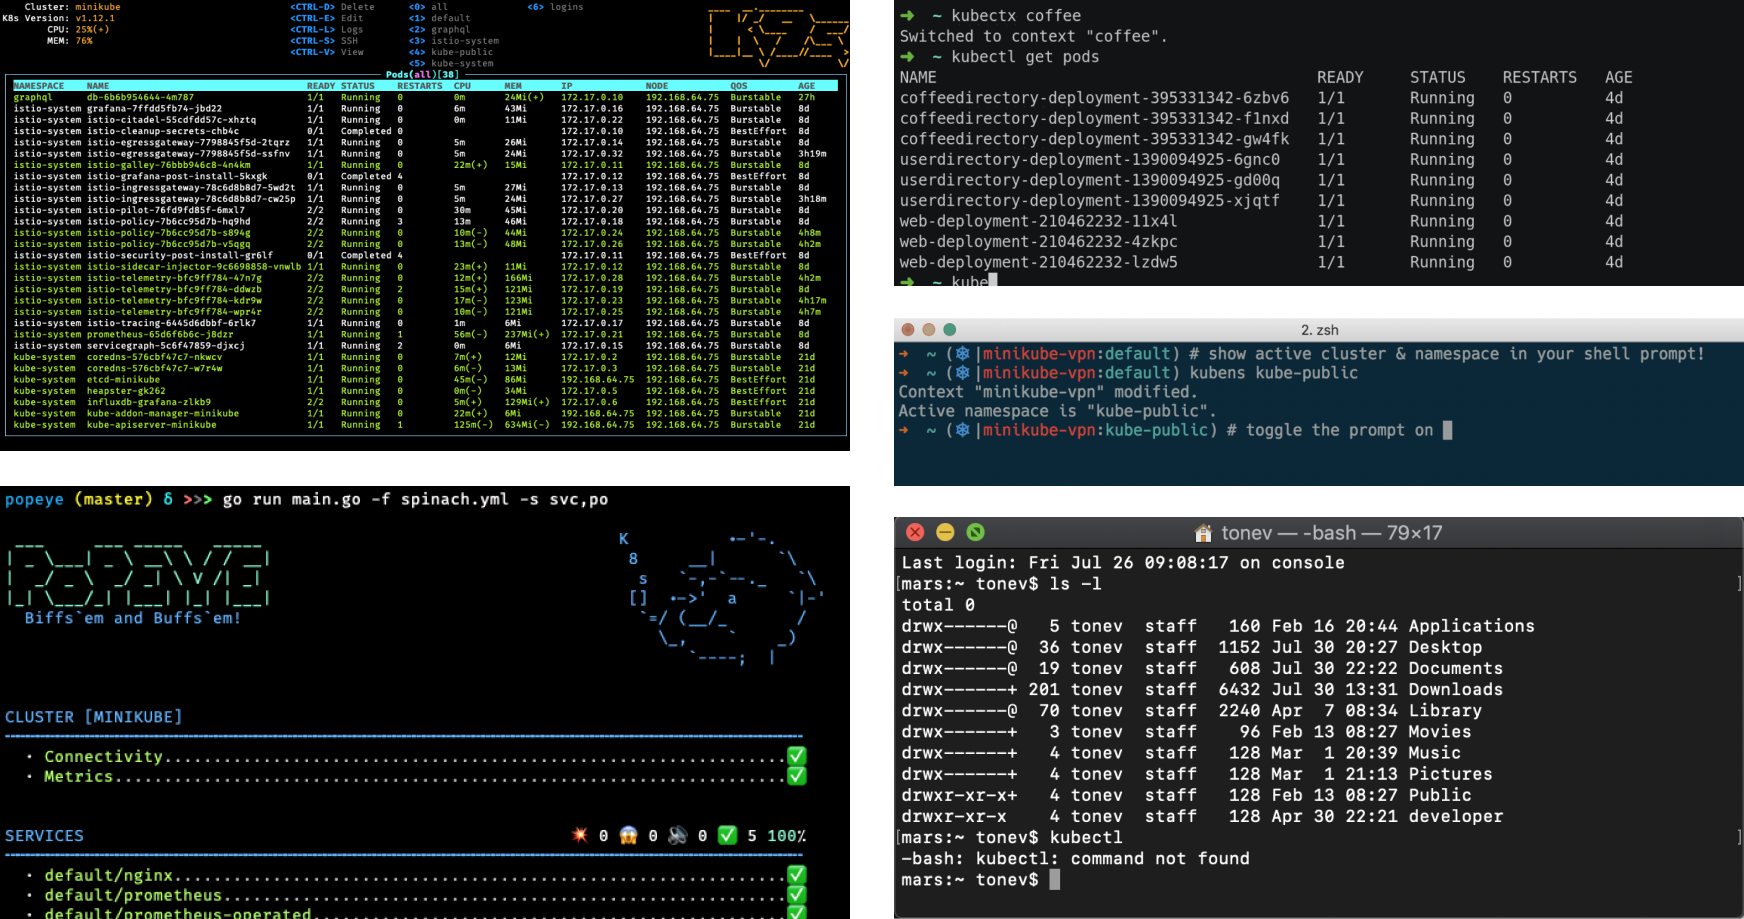 Cluster: minikube <CTRL-D> Delete <0> all <6> logins
K8s Version: v1.12.1 <CTRL-E> Edit <1> default
CPU: 25%(+) <CTRL-L> Logs <2> graphql
MEM: 76% <CTRL-S> SSH <3> istio-system
<CTRL-V> View <4> kube-public
<5> kube-system
Pods(all)[38]
NAMESPACE NAME READY STATUS RESTARTS CPU MEM IP NODE QOS AGE
graphql db-6b6b954644-4m787 1/1 Running 0 0m 24Mi(+) 172.17.0.10 192.168.64.75 Burstable 27h
istio-system grafana-7ffdd5fb74-jbd22 1/1 Running 0 6m 43Mi 172.17.0.16 192.168.64.75 Burstable 8d
istio-system istio-citadel-55cdfdd57c-xhztq 1/1 Running 0 0m 11Mi 172.17.0.22 192.168.64.75 Burstable 8d
istio-system istio-cleanup-secrets-chb4c 0/1 Completed 0 172.17.0.10 192.168.64.75 BestEffort 8d
istio-system istio-egressgateway-7798845f5d-2tqrz 1/1 Running 0 5m 26Mi 172.17.0.14 192.168.64.75 Burstable 8d
istio-system istio-egressgateway-7798845f5d-ssfnv 1/1 Running 0 5m 24Mi 172.17.0.32 192.168.64.75 Burstable 3h19m
istio-system istio-galley-76bbb946c8-4n4km 1/1 Running 0 22m(+) 15Mi 172.17.0.11 192.168.64.75 Burstable 8d
istio-system istio-grafana-post-install-5kxgk 0/1 Completed 4 172.17.0.12 192.168.64.75 BestEffort 8d
istio-system istio-ingressgateway-78c6d8b8d7-5wd2t 1/1 Running 0 5m 27Mi 172.17.0.13 192.168.64.75 Burstable 8d
istio-system istio-ingressgateway-78c6d8b8d7-cw25p 1/1 Running 0 5m 24Mi 172.17.0.27 192.168.64.75 Burstable 3h18m
istio-system istio-pilot-76fd9fd85f-6mxl7 2/2 Running 0 30m 45Mi 172.17.0.20 192.168.64.75 Burstable 8d
istio-system istio-policy-7b6cc95d7b-hq9hd 2/2 Running 3 13m 46Mi 172.17.0.18 192.168.64.75 Burstable 8d
istio-system istio-policy-7b6cc95d7b-s894g 2/2 Running 0 10m(-) 44Mi 172.17.0.24 192.168.64.75 Burstable 4h8m
istio-system istio-policy-7b6cc95d7b-v5qgq 2/2 Running 0 13m(-) 48Mi 172.17.0.26 192.168.64.75 Burstable 4h2m
istio-system istio-security-post-install-gr6lf 0/1 Completed 4 172.17.0.11 192.168.64.75 BestEffort 8d
istio-system istio-sidecar-injector-9c6698858-vnwlb 1/1 Running 0 23m(+) 11Mi 172.17.0.12 192.168.64.75 Burstable 8d
istio-system istio-telemetry-bfc9ff784-47n7g 2/2 Running 0 12m(+) 166Mi 172.17.0.28 192.168.64.75 Burstable 4h2m
istio-system istio-telemetry-bfc9ff784-ddwzb 2/2 Running 2 15m(+) 121Mi 172.17.0.19 192.168.64.75 Burstable 8d
istio-system istio-telemetry-bfc9ff784-kdr9w 2/2 Running 0 17m(-) 123Mi 172.17.0.23 192.168.64.75 Burstable 4h17m
istio-system istio-telemetry-bfc9ff784-wpr4r 2/2 Running 0 10m(-) 121Mi 172.17.0.25 192.168.64.75 Burstable 4h7m
istio-system istio-tracing-6445d6dbbf-6rlk7 1/1 Running 0 1m 6Mi 172.17.0.17 192.168.64.75 Burstable 8d
istio-system prometheus-65d6f6b6c-j8dzr 1/1 Running 1 56m(-) 237Mi(+) 172.17.0.21 192.168.64.75 Burstable 8d
istio-system servicegraph-5c6f47859-djxcj 1/1 Running 2 0m 6Mi 172.17.0.15 192.168.64.75 Burstable 8d
kube-system coredns-576cbf47c7-nkwcv 1/1 Running 0 7m(+) 12Mi 172.17.0.2 192.168.64.75 Burstable 21d
kube-system coredns-576cbf47c7-w7r4w 1/1 Running 0 6m(-) 13Mi 172.17.0.3 192.168.64.75 Burstable 21d
kube-system etcd-minikube 1/1 Running 0 45m(-) 86Mi 192.168.64.75 192.168.64.75 BestEffort 21d
kube-system heapster-gk262 1/1 Running 0 0m(-) 34Mi 172.17.0.5 192.168.64.75 BestEffort 21d
kube-system influxdb-grafana-zlkb9 2/2 Running 0 5m(+) 129Mi(+) 172.17.0.6 192.168.64.75 BestEffort 21d
kube-system kube-addon-manager-minikube 1/1 Running 0 22m(+) 6Mi 192.168.64.75 192.168.64.75 Burstable 21d
kube-system kube-apiserver-minikube 1/1 Running 1 125m(-) 634Mi(-) 192.168.64.75 192.168.64.75 Burstable 21d
➜ ~ kubectx coffee
Switched to context "coffee".
➜ ~ kubectl get pods
NAME READY STATUS RESTARTS AGE
coffeedirectory-deployment-395331342-6zbv6 1/1 Running 0 4d
coffeedirectory-deployment-395331342-f1nxd 1/1 Running 0 4d
coffeedirectory-deployment-395331342-gw4fk 1/1 Running 0 4d
userdirectory-deployment-1390094925-6gnc0 1/1 Running 0 4d
userdirectory-deployment-1390094925-gd00q 1/1 Running 0 4d
userdirectory-deployment-1390094925-xjqtf 1/1 Running 0 4d
web-deployment-210462232-11x4l 1/1 Running 0 4d
web-deployment-210462232-4zkpc 1/1 Running 0 4d
web-deployment-210462232-lzdw5 1/1 Running 0 4d
➜ ~ kube
2. zsh
➜ ~ (⎈|minikube-vpn:default) # show active cluster & namespace in your shell prompt!
➜ ~ (⎈|minikube-vpn:default) kubens kube-public
Context "minikube-vpn" modified.
Active namespace is "kube-public".
➜ ~ (⎈|minikube-vpn:kube-public) # toggle the prompt on
popeye (master) δ >>> go run main.go -f spinach.yml -s svc,po
POPEYE
K
8
s
[]
a
Biffs`em and Buffs`em!
CLUSTER [MINIKUBE]
· Connectivity ✅
· Metrics ✅
SERVICES 💥 0 😱 0 🔊 0 ✅ 5 100%
· default/nginx ✅
· default/prometheus ✅
· default/prometheus-operated ✅
tonev — -bash — 79×17
Last login: Fri Jul 26 09:08:17 on console
[mars:~ tonev$ ls -l ]
total 0
drwx------@ 5 tonev staff 160 Feb 16 20:44 Applications
drwx------@ 36 tonev staff 1152 Jul 30 20:27 Desktop
drwx------@ 19 tonev staff 608 Jul 30 22:22 Documents
drwx------+ 201 tonev staff 6432 Jul 30 13:31 Downloads
drwx------@ 70 tonev staff 2240 Apr 7 08:34 Library
drwx------+ 3 tonev staff 96 Feb 13 08:27 Movies
drwx------+ 4 tonev staff 128 Mar 1 20:39 Music
drwx------+ 4 tonev staff 128 Mar 1 21:13 Pictures
drwxr-xr-x+ 4 tonev staff 128 Feb 13 08:27 Public
drwxr-xr-x 4 tonev staff 128 Apr 30 22:21 developer
[mars:~ tonev$ kubectl ]
-bash: kubectl: command not found
mars:~ tonev$